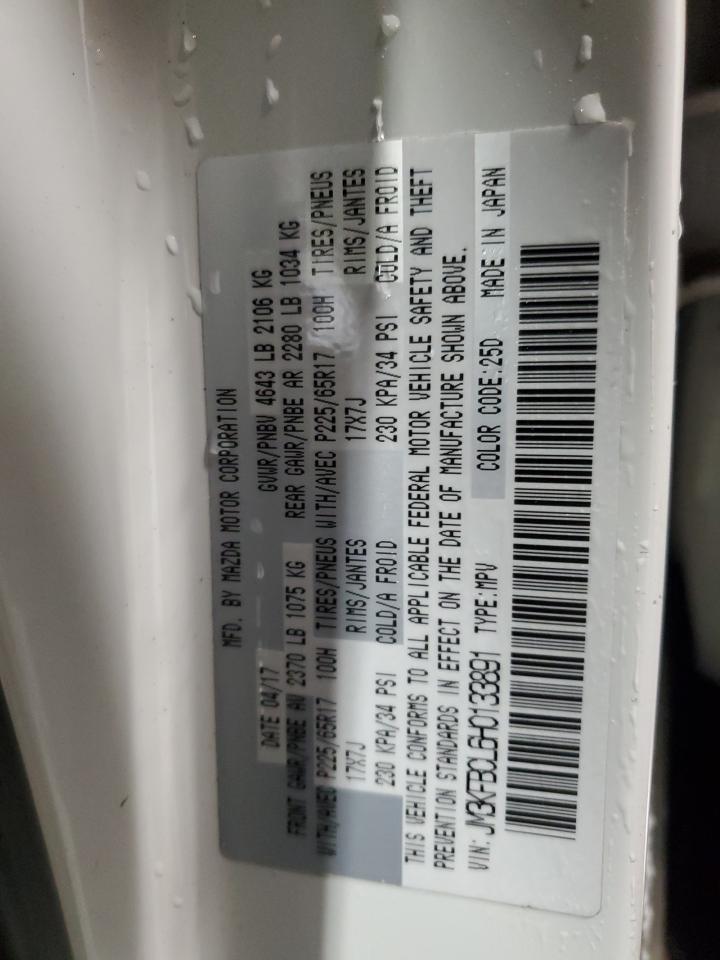 MFD. BY MAZDA MOTOR CORPORATION
DATE 04/17 GVWR/PNBV 4643 LB 2106 KG
FRONT GAWR/PNBE AV 2370 LB 1075 KG REAR GAWR/PNBE AR 2280 LB 1034 KG
WITH/AVEC P225/65R17 100H TIRES/PNEUS WITH/AVEC P225/65R17 100H TIRES/PNEUS
17X7J RIMS/JANTES 17X7J RIMS/JANTES
230 KPA/34 PSI COLD/A FROID 230 KPA/34 PSI COLD/A FROID
THIS VEHICLE CONFORMS TO ALL APPLICABLE FEDERAL MOTOR VEHICLE SAFETY AND THEFT
PREVENTION STANDARDS IN EFFECT ON THE DATE OF MANUFACTURE SHOWN ABOVE.
VIN: JM3KFBCL6H0133891 TYPE:MPV COLOR CODE:25D MADE IN JAPAN